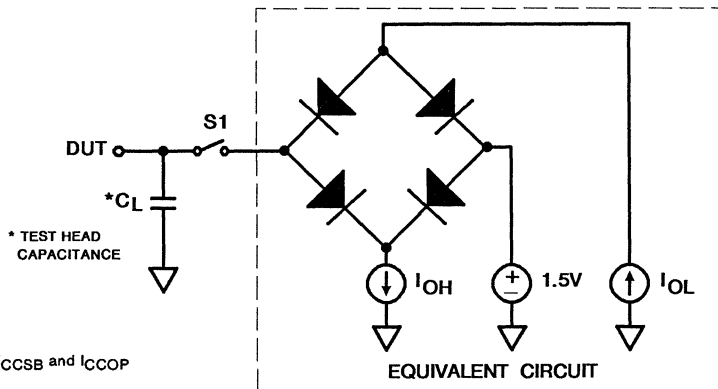 S1
DUT
*CL
* TEST HEAD
CAPACITANCE
+
−
IOH
1.5V
IOL
CCSB and ICCOP
EQUIVALENT CIRCUIT